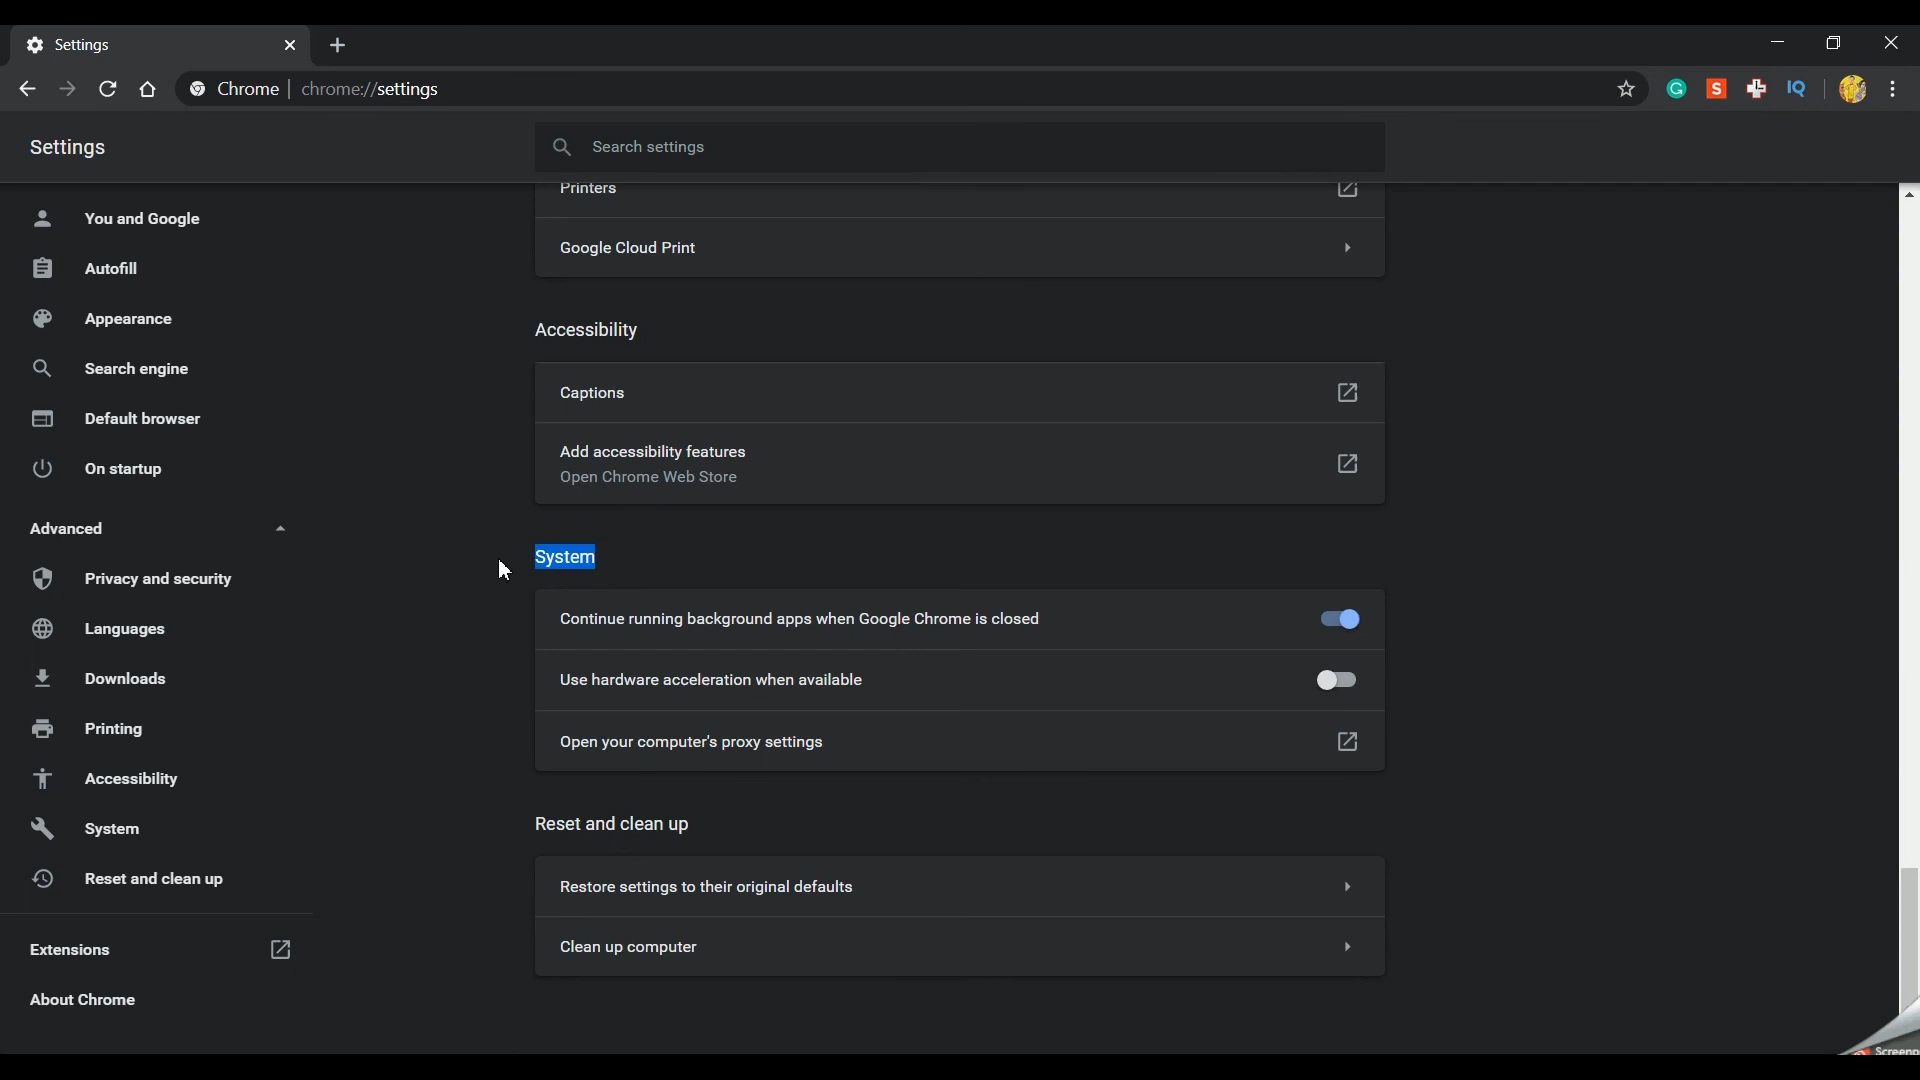 Settings
Chrome | chrome://settings
S
IQ
Settings
Search settings
Printers
Google Cloud Print
Accessibility
Captions
Add accessibility features
Open Chrome Web Store
System
Continue running background apps when Google Chrome is closed
Use hardware acceleration when available
Open your computer's proxy settings
Reset and clean up
Restore settings to their original defaults
Clean up computer
You and Google
Autofill
Appearance
Search engine
Default browser
On startup
Advanced
Privacy and security
Languages
Downloads
Printing
Accessibility
System
Reset and clean up
Extensions
About Chrome